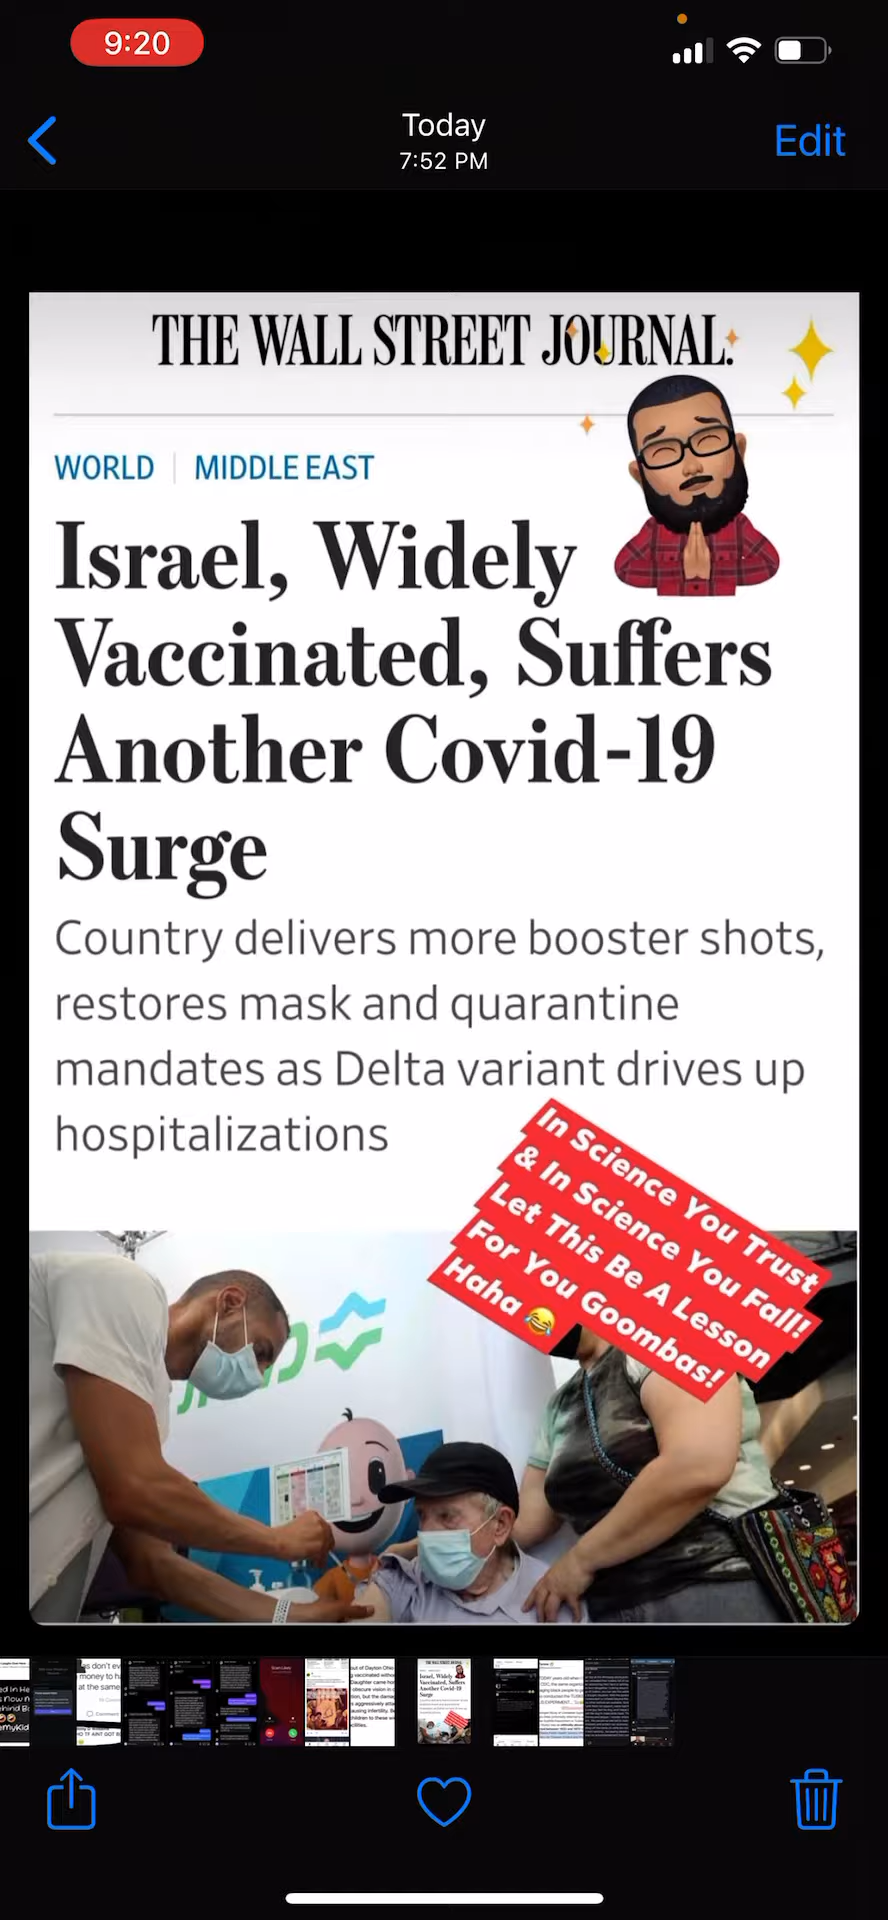 9:20
Today
7:52 PM
Edit
THE WALL STREET JOURNAL.
WORLD | MIDDLE EAST
Israel, Widely
Vaccinated, Suffers
Another Covid-19
Surge
Country delivers more booster shots,
restores mask and quarantine
mandates as Delta variant drives up
hospitalizations
In Science You Trust
& In Science You Fall!
Let This Be A Lesson
For You Goombas!
Haha 😂